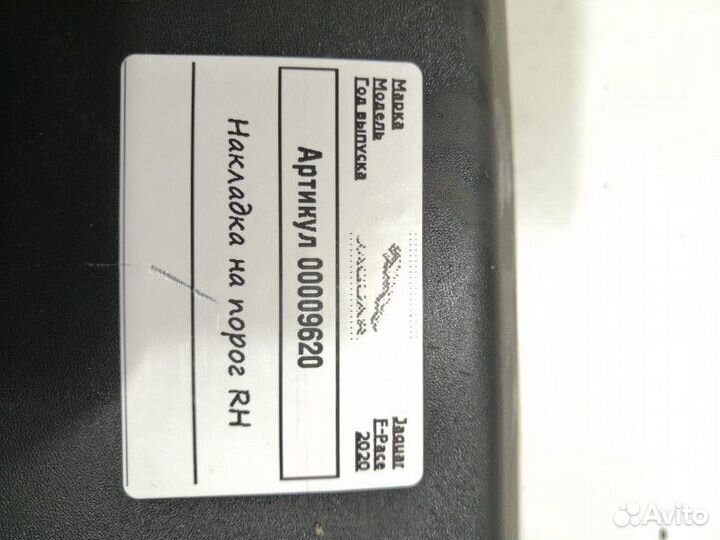 Марка Jaguar
Модель F-Pace
Год выпуска 2020
Артикул 00009620
Накладка на порог RH
Avito